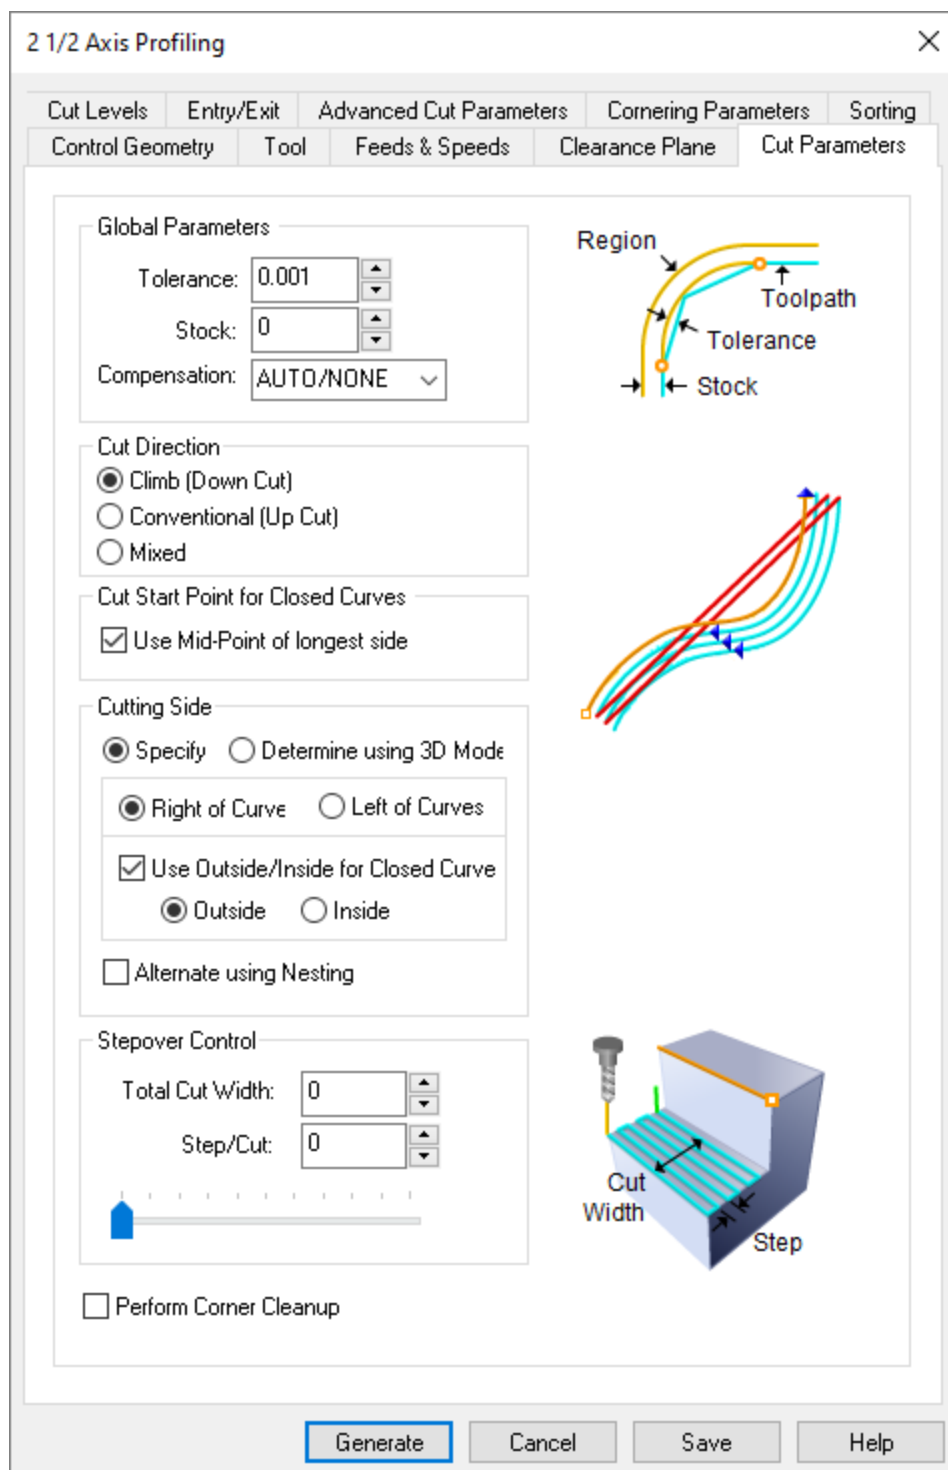 2 1/2 Axis Profiling
Cut Levels Entry/Exit Advanced Cut Parameters Cornering Parameters Sorting
Control Geometry Tool Feeds & Speeds Clearance Plane Cut Parameters
Global Parameters
Tolerance: 0.001
Stock: 0
Compensation: AUTO/NONE
Region
Toolpath
Tolerance
Stock
Cut Direction
Climb (Down Cut)
Conventional (Up Cut)
Mixed
Cut Start Point for Closed Curves
Use Mid-Point of longest side
Cutting Side
Specify Determine using 3D Mode
Right of Curve Left of Curves
Use Outside/Inside for Closed Curve
Outside Inside
Alternate using Nesting
Stepover Control
Total Cut Width: 0
Step/Cut: 0
Cut
Width
Step
Perform Corner Cleanup
Generate Cancel Save Help